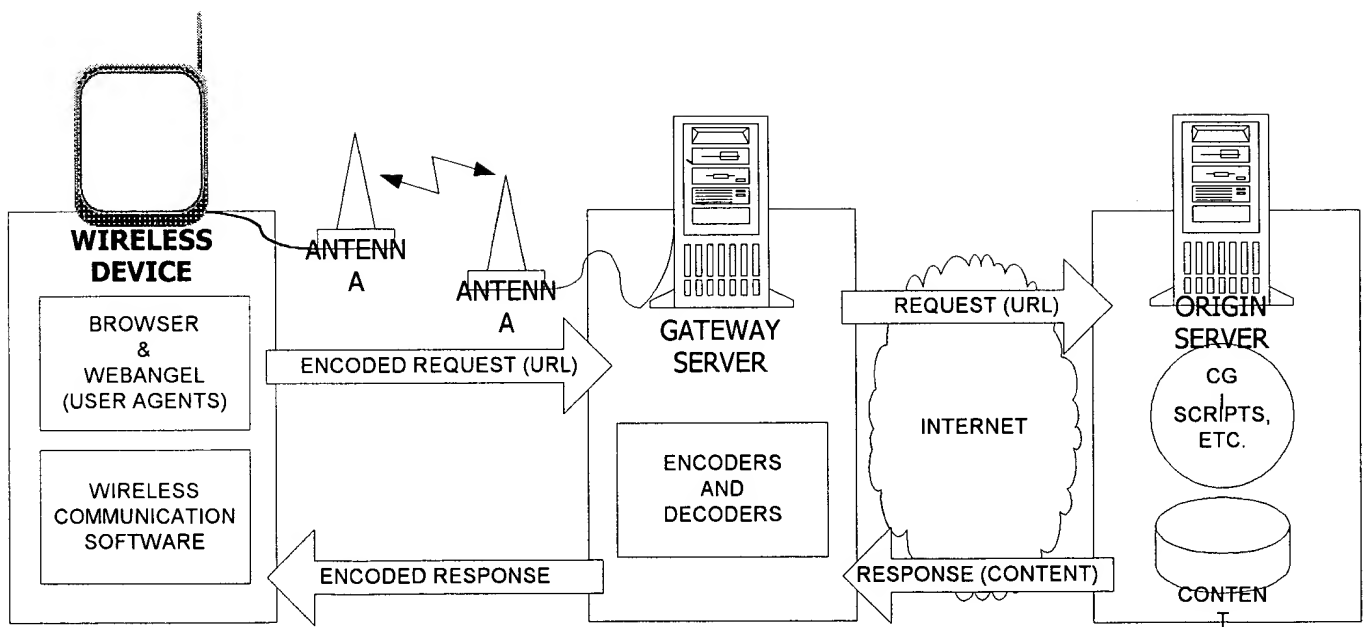 WIRELESS
DEVICE
BROWSER
&
WEBANGEL
(USER AGENTS)
WIRELESS
COMMUNICATION
SOFTWARE
ANTENN
A
ANTENN
A
ENCODED REQUEST (URL)
ENCODED RESPONSE
GATEWAY
SERVER
ENCODERS
AND
DECODERS
REQUEST (URL)
INTERNET
RESPONSE (CONTENT)
ORIGIN
SERVER
CG
I
SCRIPTS,
ETC.
CONTEN
T